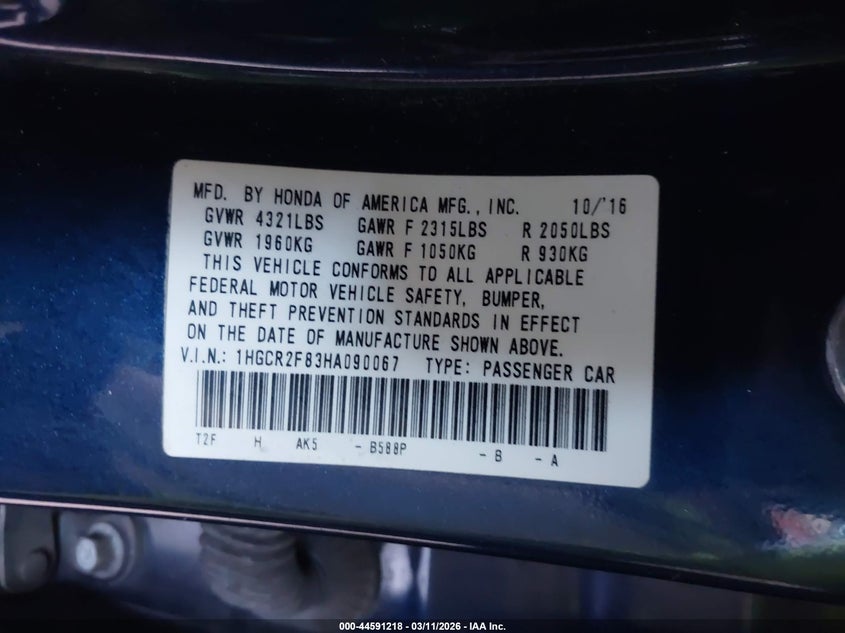 MFD. BY HONDA OF AMERICA MFG., INC. 10/'16
GVWR 4321LBS GAWR F 2315LBS R 2050LBS
GVWR 1960KG GAWR F 1050KG R 930KG
THIS VEHICLE CONFORMS TO ALL APPLICABLE
FEDERAL MOTOR VEHICLE SAFETY, BUMPER,
AND THEFT PREVENTION STANDARDS IN EFFECT
ON THE DATE OF MANUFACTURE SHOWN ABOVE.
V.I.N.: 1HGCR2F83HA090067 TYPE: PASSENGER CAR
T2F H AK5 - B588P - B - A
000-44591218 - 03/11/2026 - IAA Inc.